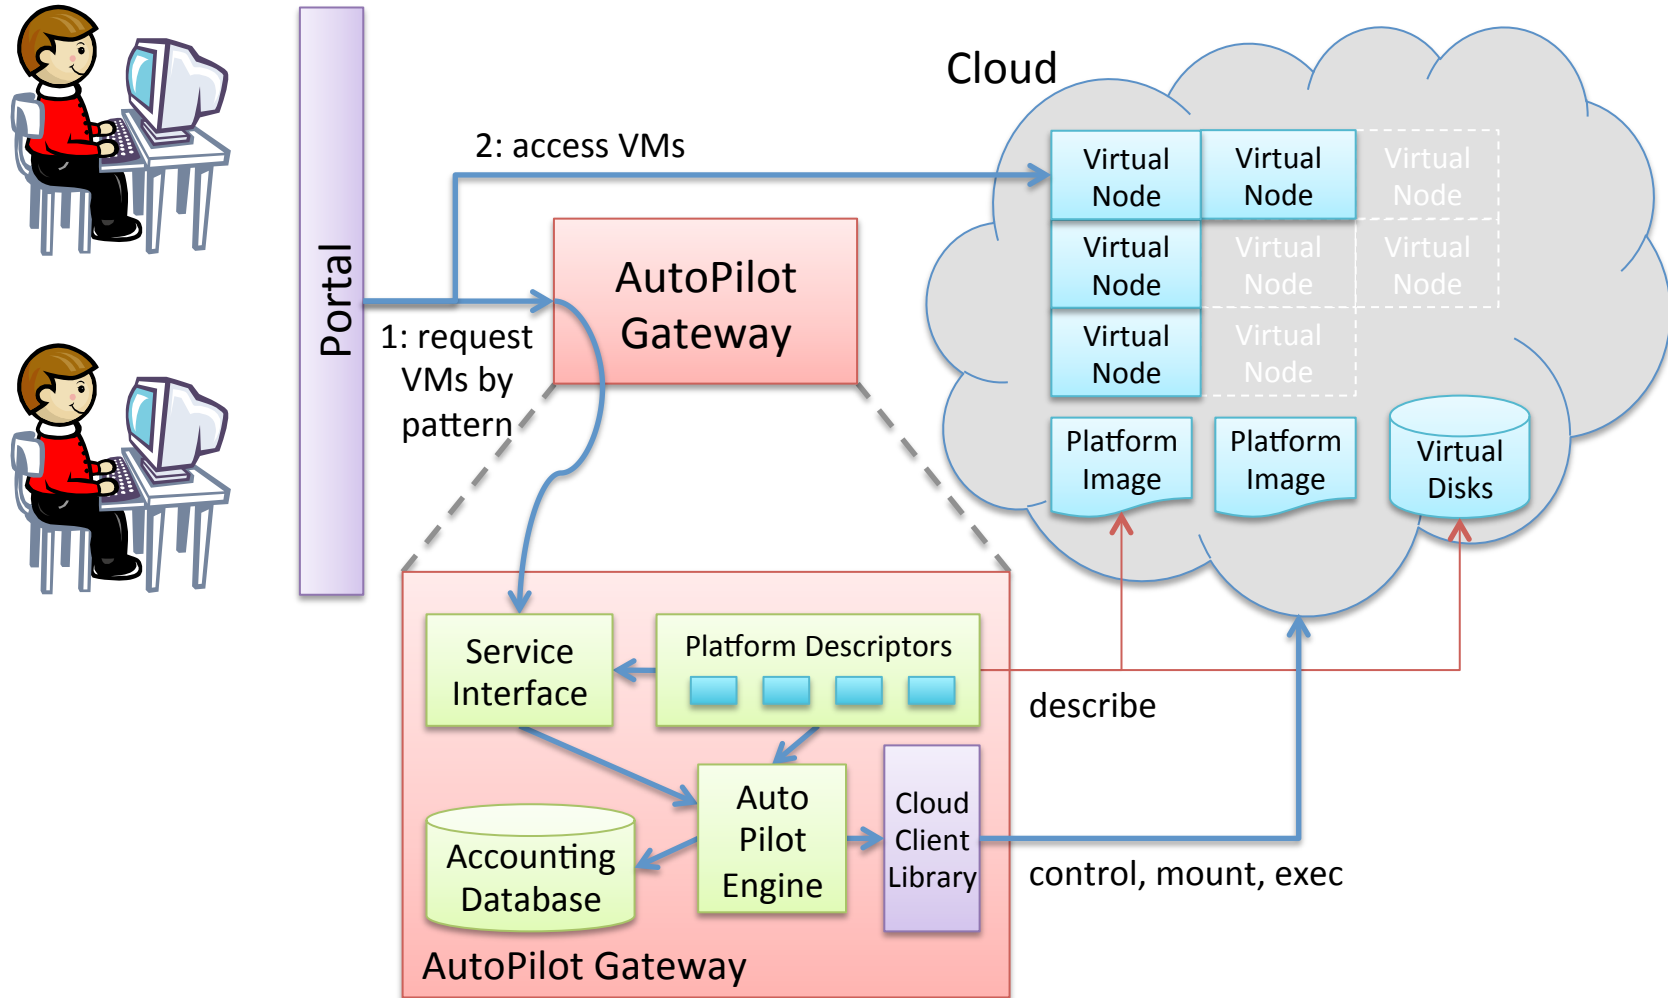 Cloud
2: access VMs
Portal
1: request
VMs by
pattern
AutoPilot
Gateway
Virtual
Node
Virtual
Node
Virtual
Node
Virtual
Node
Virtual
Node
Virtual
Node
Virtual
Node
Virtual
Node
Platform
Image
Platform
Image
Virtual
Disks
Service
Interface
Platform Descriptors
describe
Auto
Pilot
Engine
Cloud
Client
Library
Accounting
Database
control, mount, exec
AutoPilot Gateway